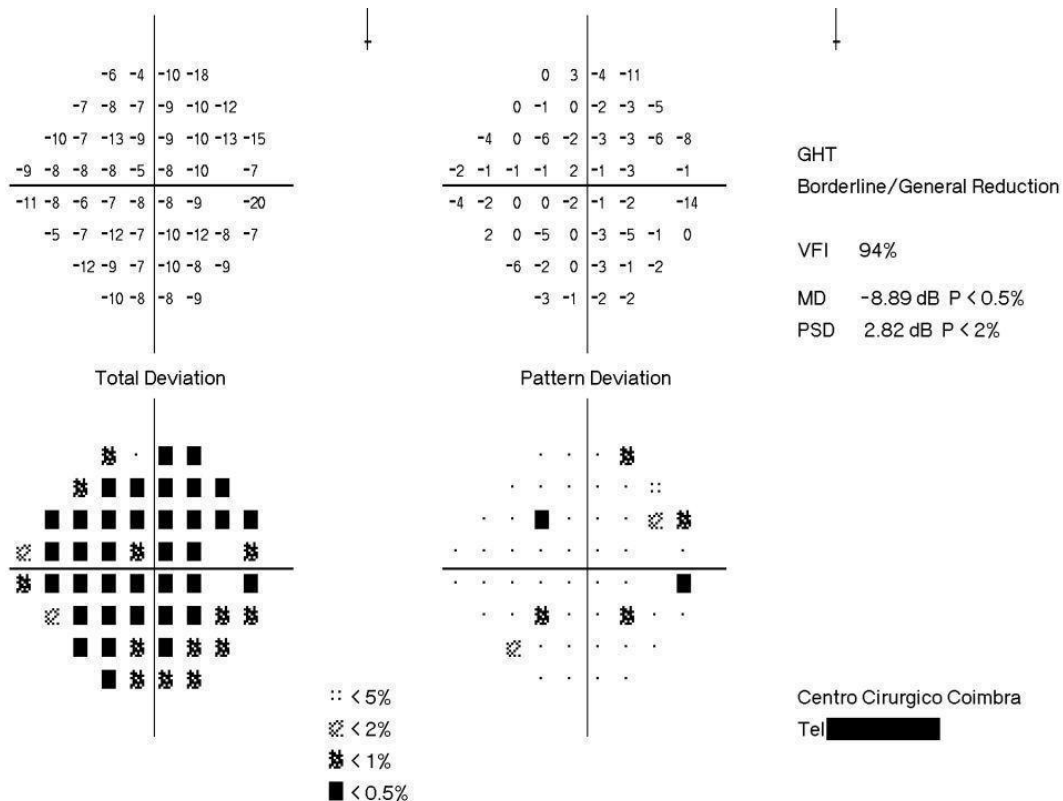 -6 -4 -10 -18
-7 -8 -7 -9 -10 -12
-10 -7 -13 -9 -9 -10 -13 -15
-9 -8 -8 -8 -5 -8 -10 -7
-11 -8 -6 -7 -8 -8 -9 -20
-5 -7 -12 -7 -10 -12 -8 -7
-12 -9 -7 -10 -8 -9
-10 -8 -8 -9
Total Deviation
0 3 -4 -11
0 -1 0 -2 -3 -5
-4 0 -6 -2 -3 -3 -6 -8
-2 -1 -1 -1 2 -1 -3 -1
-4 -2 0 0 -2 -1 -2 -14
2 0 -5 0 -3 -5 -1 0
-6 -2 0 -3 -1 -2
-3 -1 -2 -2
Pattern Deviation
GHT
Borderline/General Reduction
VFI 94%
MD -8.89 dB P < 0.5%
PSD 2.82 dB P < 2%
< 5%
< 2%
< 1%
< 0.5%
Centro Cirurgico Coimbra
Tel